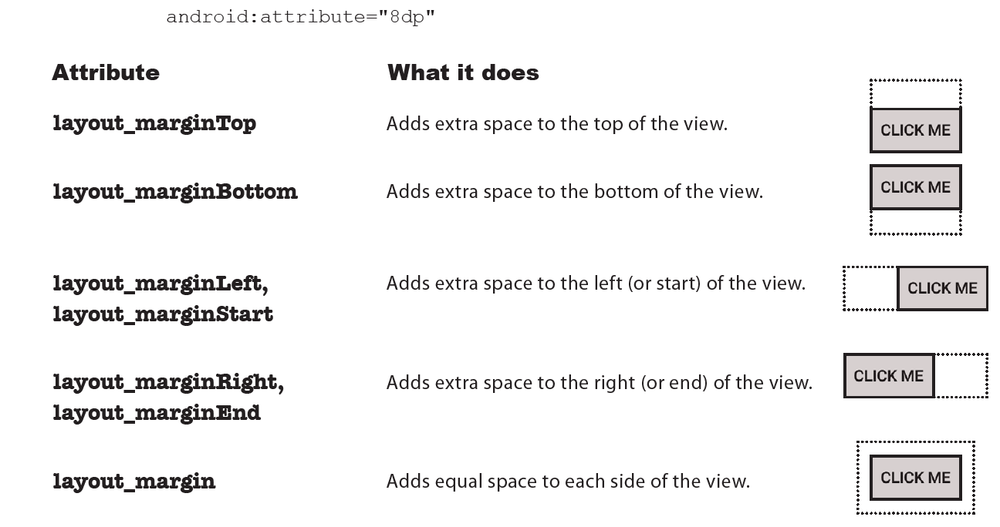 android:attribute="8dp"
Attribute What it does
layout_marginTop Adds extra space to the top of the view. CLICK ME
layout_marginBottom Adds extra space to the bottom of the view. CLICK ME
layout_marginLeft, Adds extra space to the left (or start) of the view. CLICK ME
layout_marginStart
layout_marginRight, Adds extra space to the right (or end) of the view. CLICK ME
layout_marginEnd
layout_margin Adds equal space to each side of the view. CLICK ME